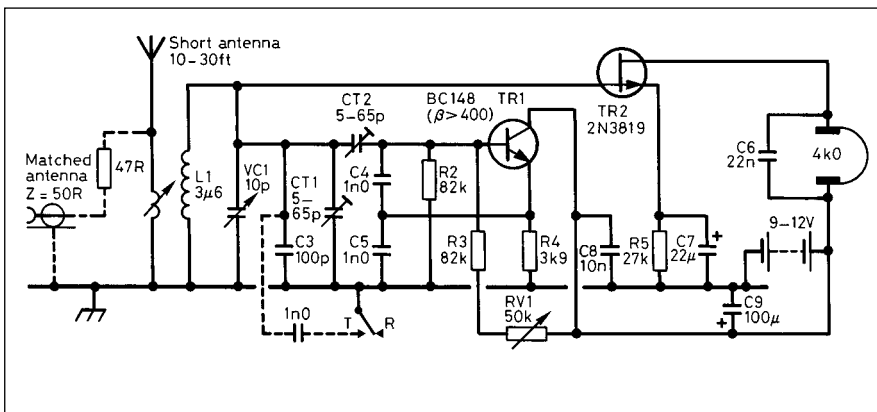 Short antenna
10-30ft
CT2
5-65p
BC148
(β>400)
TR1
TR2
2N3819
Matched
antenna
Z = 50R
47R
L1
3μ6
VC1
10p
CT1
5-
65p
C4
1n0
R2
82k
C6
22n
4k0
C3
100p
C5
1n0
R3
82k
R4
3k9
C8
10n
R5
27k
C7
22μ
+
9-12V
1n0
T
R
RV1
50k
C9
100μ
+